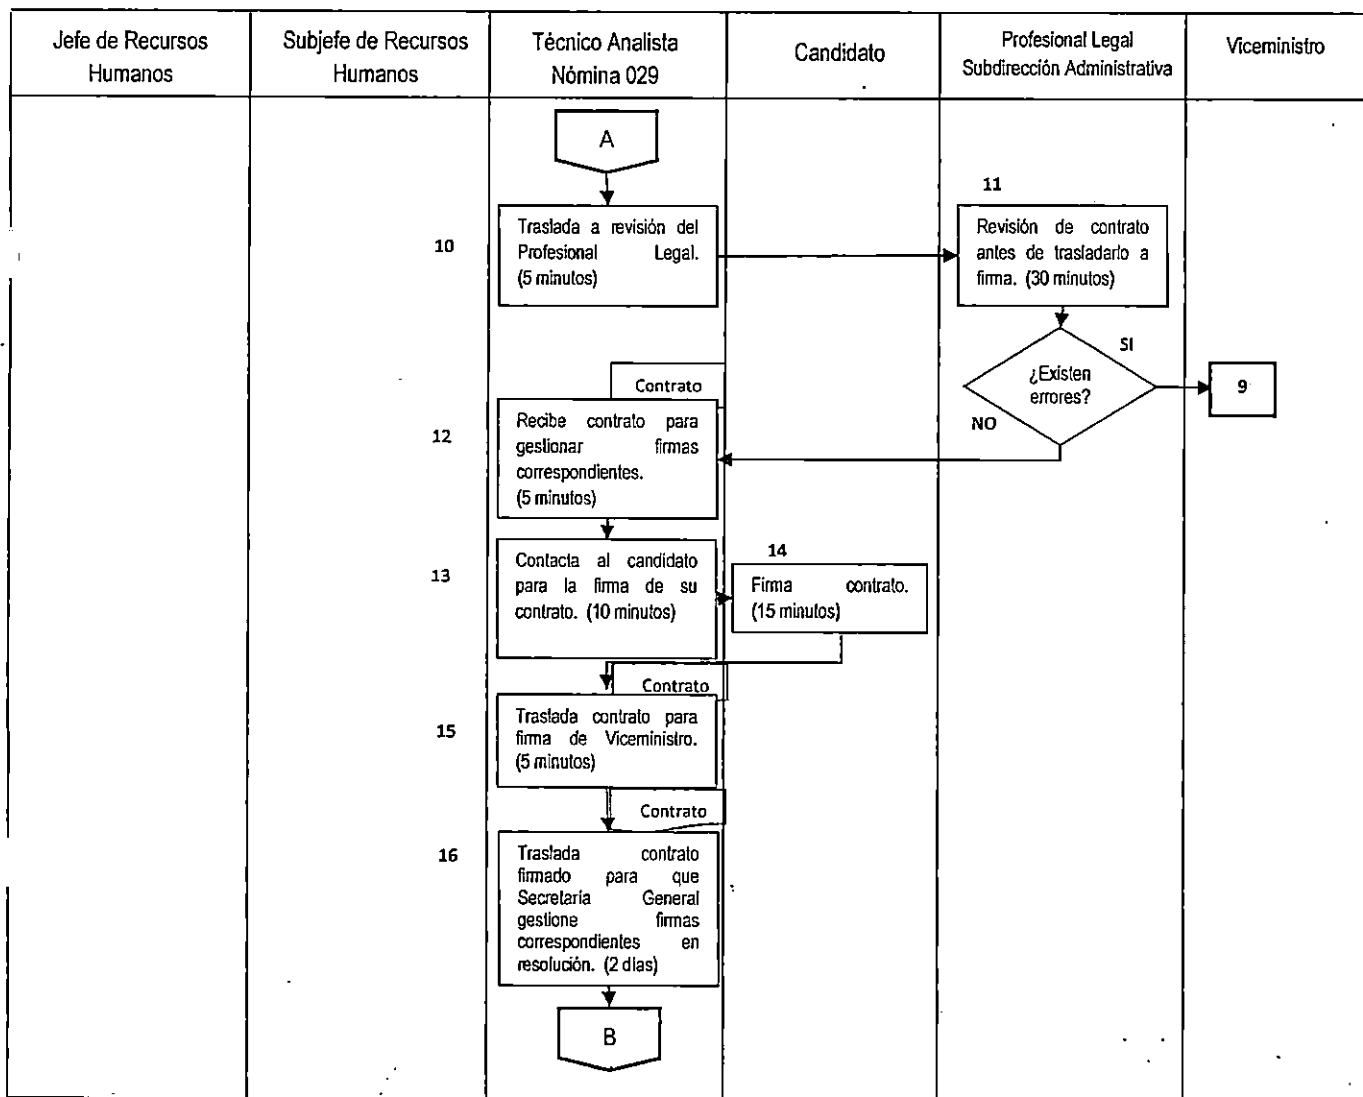 Jefe de Recursos
Humanos
Subjefe de Recursos
Humanos
Técnico Analista
Nómina 029
Candidato
Profesional Legal
Subdirección Administrativa
Viceministro
A
10
Traslada a revisión del
Profesional Legal.
(5 minutos)
11
Revisión de contrato
antes de trasladarlo a
firma. (30 minutos)
¿Existen
errores?
SI
NO
9
Contrato
12
Recibe contrato para
gestionar firmas
correspondientes.
(5 minutos)
13
Contacta al candidato
para la firma de su
contrato. (10 minutos)
14
Firma contrato.
(15 minutos)
Contrato
15
Traslada contrato para
firma de Viceministro.
(5 minutos)
Contrato
16
Traslada contrato
firmado para que
Secretaría General
gestione firmas
correspondientes en
resolución. (2 días)
B